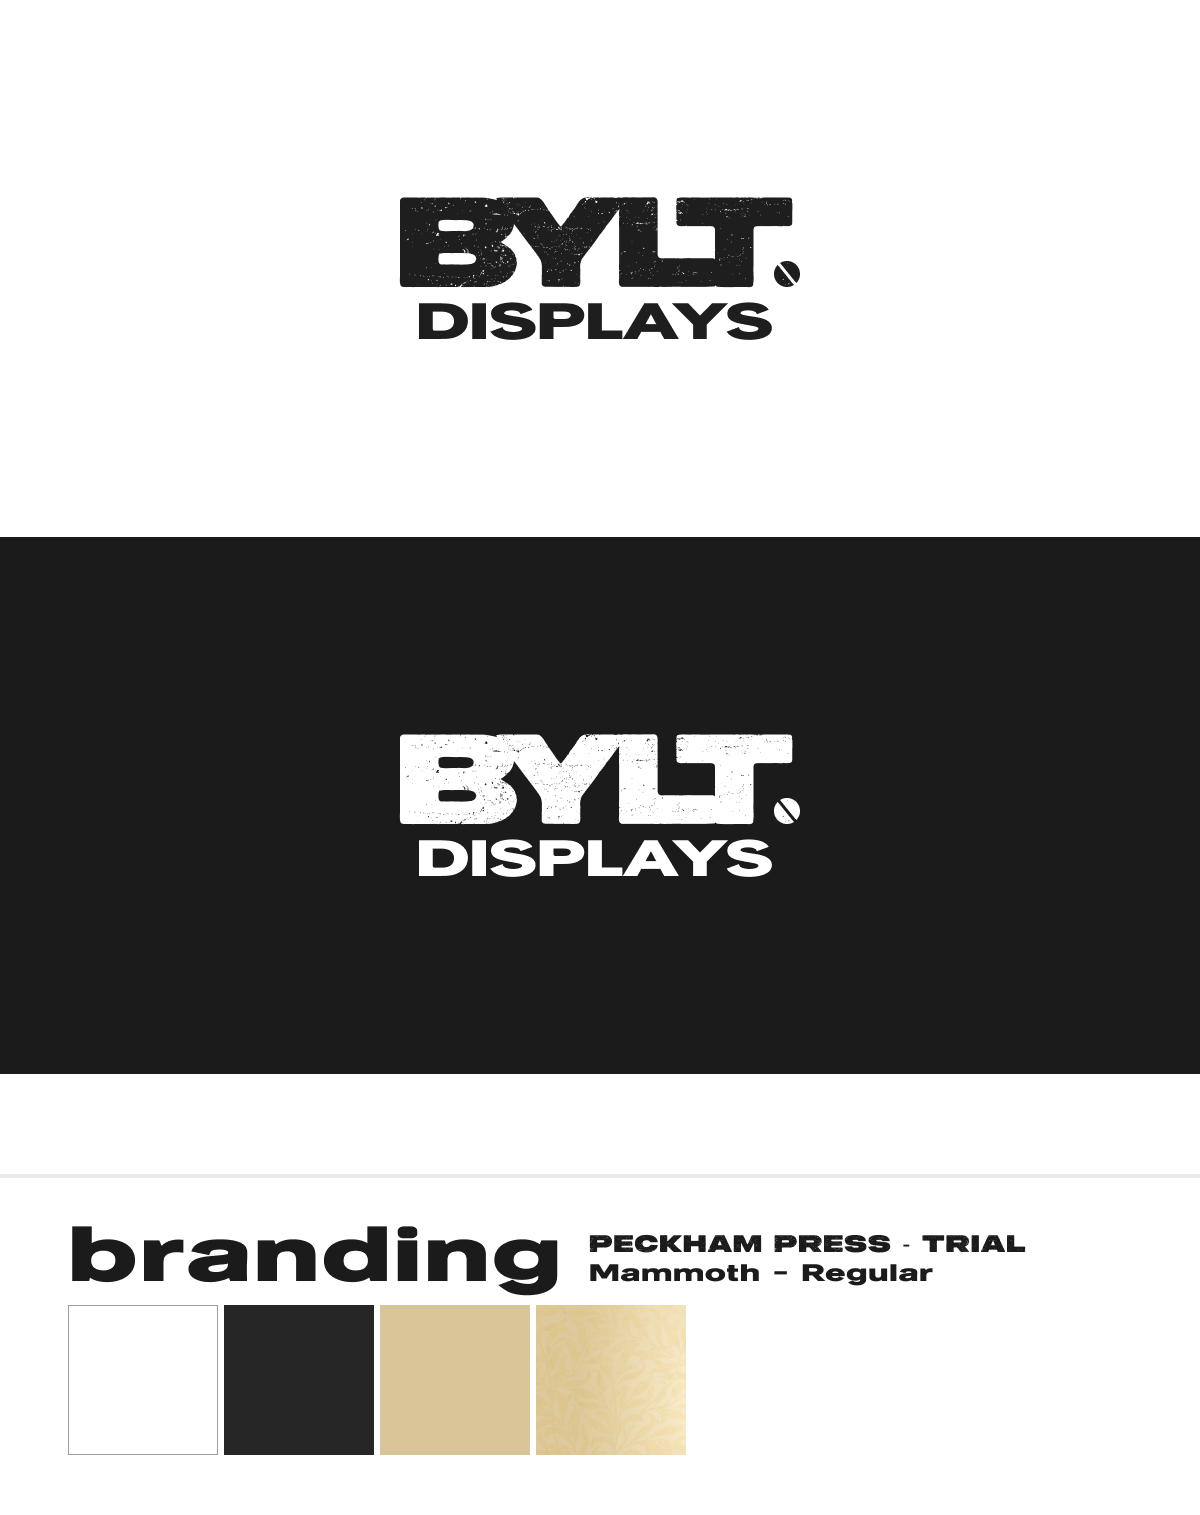 BYLT.
DISPLAYS
BYLT.
DISPLAYS
branding
PECKHAM PRESS - TRIAL
Mammoth - Regular